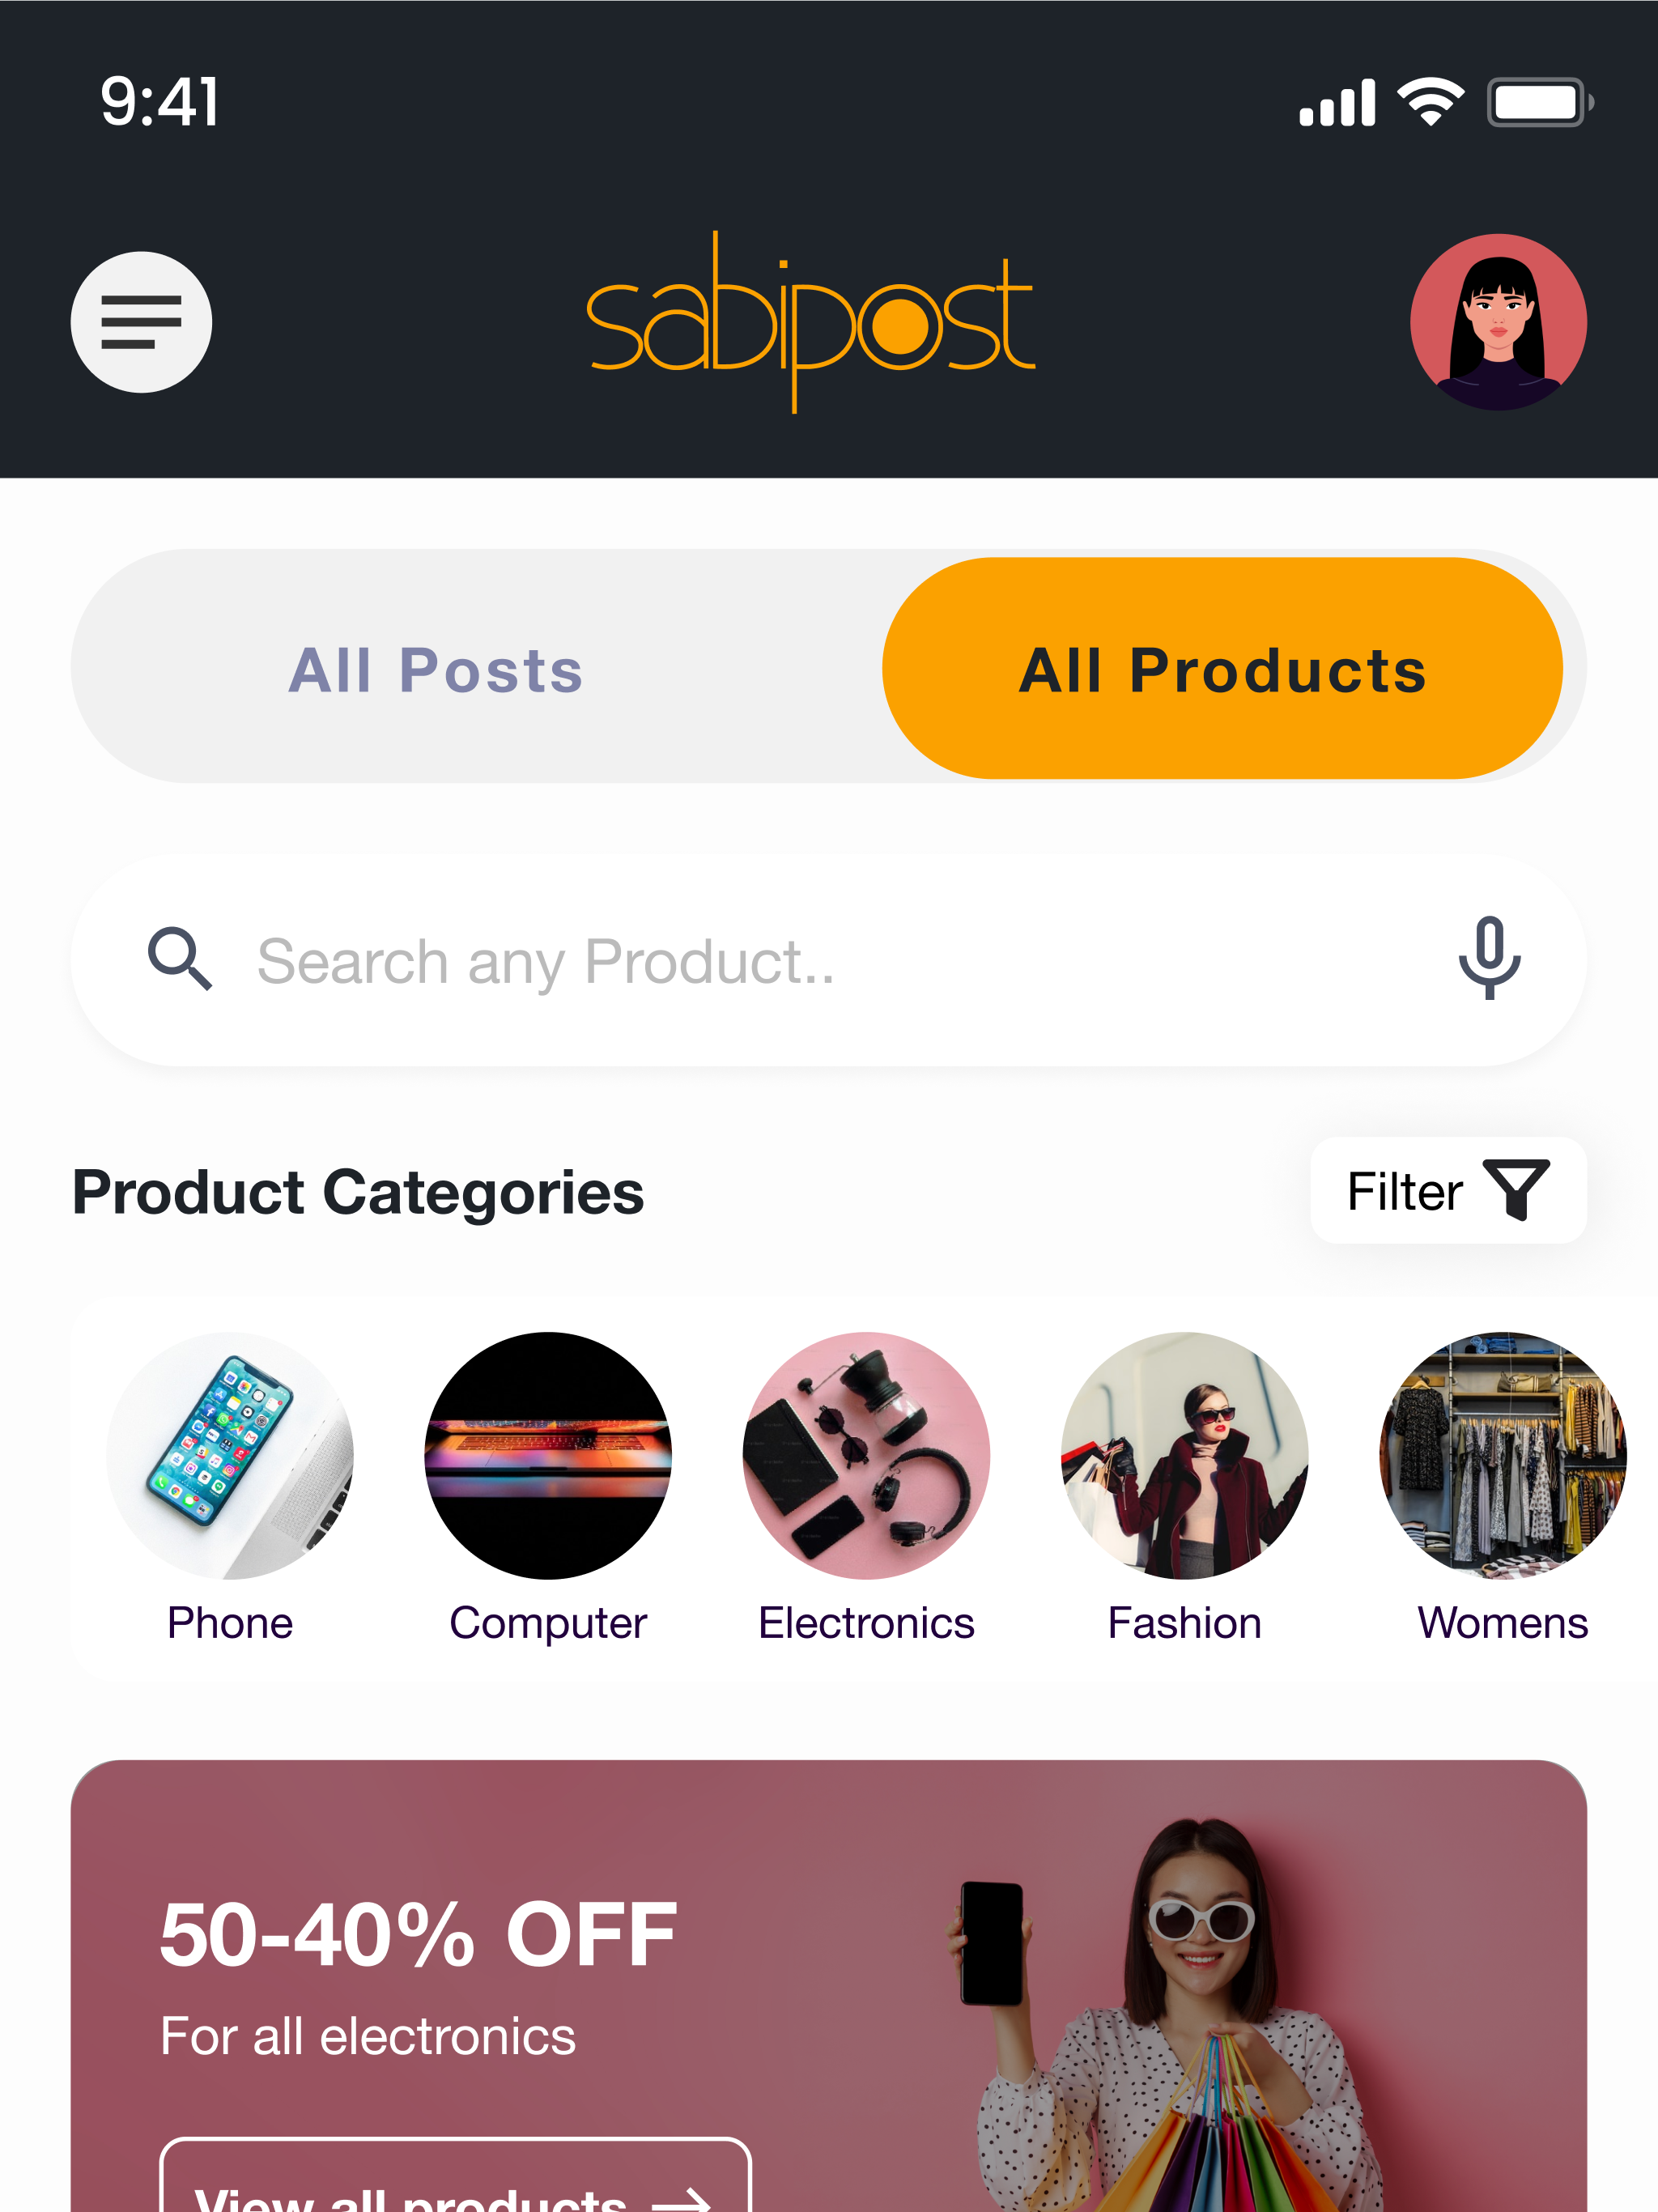 9:41
sabipost
All Posts
All Products
Search any Product..
Product Categories
Filter
Phone
Computer
Electronics
Fashion
Womens
50-40% OFF
For all electronics
View all products